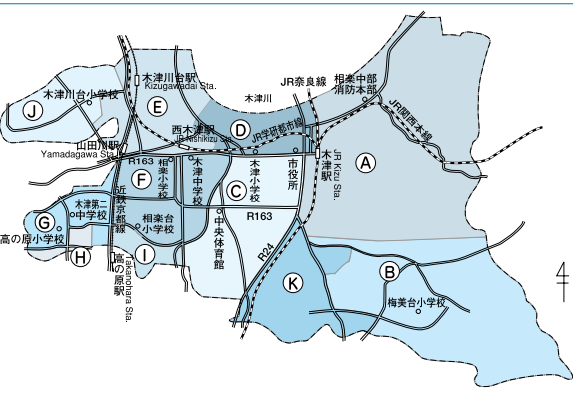 JR奈良線
相楽中部
消防本部
木津川台駅
Kizugawadai Sta.
木津川台小学校
木津川
J
E
D
JR関西本線
西木津駅
JR Nishikizu Sta.
JR学研都市線
山田川駅
Yamadagawa Sta.
R163
相楽小学校
木津中学校
木津小学校
市役所
木津駅
JR Kizu Sta.
A
F
C
木津第二
中学校
近鉄京都線
相楽台
小学校
中央体育館
R163
G
高の原小学校
H
I
高の原駅
Takanohara Sta.
R24
K
B
梅美台小学校
4